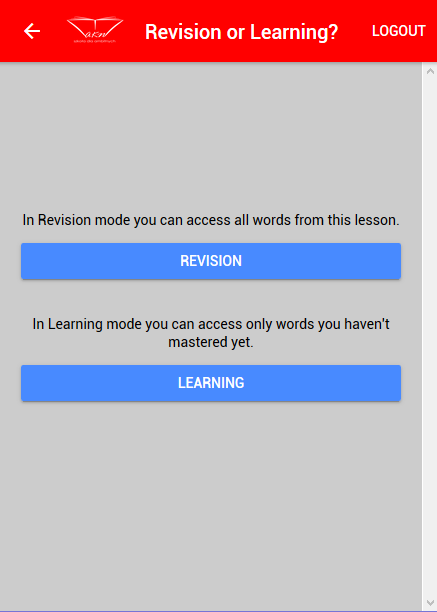 Revision or Learning?
LOGOUT
In Revision mode you can access all words from this lesson.
REVISION
In Learning mode you can access only words you haven't
mastered yet.
LEARNING